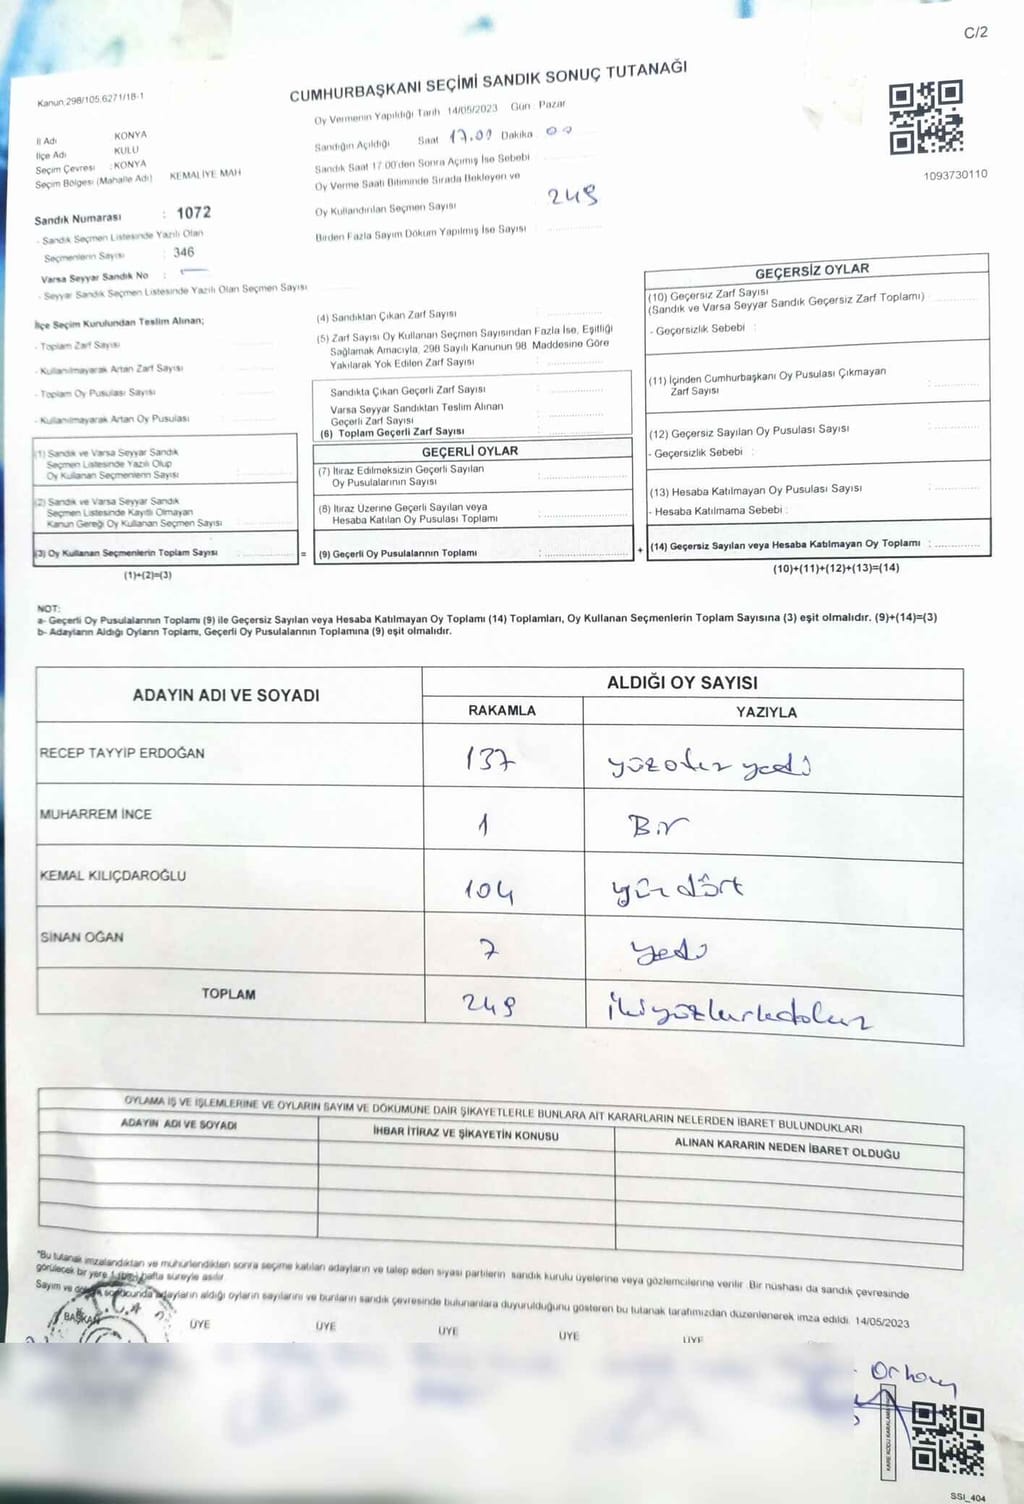 C/2
Kanun 298/105 6271/18-1
CUMHURBAŞKANI SEÇİMİ SANDIK SONUÇ TUTANAĞI
Oy Vermenin Yapıldığı Tarih 14/05/2023 Gün : Pazar
İl Adı KONYA
İlçe Adı KULU
Seçim Çevresi : KONYA
Seçim Bölgesi (Mahalle Adı) KEMALİYE MAH
Sandığın Açıldığı Saat 17.00 Dakika 00
Sandık Saat 17.00'den Sonra Açılmış İse Sebebi
Oy Verme Saati Bitiminde Sırada Bekleyen ve
Oy Kullandırılan Seçmen Sayısı 249
Birden Fazla Sayım Döküm Yapılmış İse Sayısı
1093730110
Sandık Numarası : 1072
- Sandık Seçmen Listesinde Yazılı Olan
Seçmenlerin Sayısı : 346
Varsa Seyyar Sandık No :
- Seyyar Sandık Seçmen Listesinde Yazılı Olan Seçmen Sayısı
İlçe Seçim Kurulundan Teslim Alınan;
- Toplam Zarf Sayısı
- Kullanılmayarak Artan Zarf Sayısı
- Toplam Oy Pusulası Sayısı
- Kullanılmayarak Artan Oy Pusulası
(1) Sandık ve Varsa Seyyar Sandık
Seçmen Listesinde Yazılı Olup
Oy Kullanan Seçmenlerin Sayısı
(2) Sandık ve Varsa Seyyar Sandık
Seçmen Listesinde Kayıtlı Olmayan
Kanun Gereği Oy Kullanan Seçmen Sayısı
(3) Oy Kullanan Seçmenlerin Toplam Sayısı :
(1)+(2)=(3)
(4) Sandıktan Çıkan Zarf Sayısı
(5) Zarf Sayısı Oy Kullanan Seçmen Sayısından Fazla İse, Eşitliği
Sağlamak Amacıyla, 298 Sayılı Kanunun 98. Maddesine Göre
Yakılarak Yok Edilen Zarf Sayısı
Sandıkta Çıkan Geçerli Zarf Sayısı
Varsa Seyyar Sandıktan Teslim Alınan
Geçerli Zarf Sayısı
(6) Toplam Geçerli Zarf Sayısı
GEÇERLİ OYLAR
(7) İtiraz Edilmeksizin Geçerli Sayılan
Oy Pusulalarının Sayısı
(8) İtiraz Üzerine Geçerli Sayılan veya
Hesaba Katılan Oy Pusulası Toplamı
= (9) Geçerli Oy Pusulalarının Toplamı :
GEÇERSİZ OYLAR
(10) Geçersiz Zarf Sayısı
(Sandık ve Varsa Seyyar Sandık Geçersiz Zarf Toplamı)
- Geçersizlik Sebebi :
(11) İçinden Cumhurbaşkanı Oy Pusulası Çıkmayan
Zarf Sayısı
(12) Geçersiz Sayılan Oy Pusulası Sayısı
- Geçersizlik Sebebi :
(13) Hesaba Katılmayan Oy Pusulası Sayısı
- Hesaba Katılmama Sebebi :
+ (14) Geçersiz Sayılan veya Hesaba Katılmayan Oy Toplamı :
(10)+(11)+(12)+(13)=(14)
NOT:
a- Geçerli Oy Pusulalarının Toplamı (9) ile Geçersiz Sayılan veya Hesaba Katılmayan Oy Toplamı (14) Toplamları, Oy Kullanan Seçmenlerin Toplam Sayısına (3) eşit olmalıdır. (9)+(14)=(3)
b- Adayların Aldığı Oyların Toplamı, Geçerli Oy Pusulalarının Toplamına (9) eşit olmalıdır.
ADAYIN ADI VE SOYADI ALDIĞI OY SAYISI
RAKAMLA YAZIYLA
RECEP TAYYİP ERDOĞAN 137 yüzotuz yedi
MUHARREM İNCE 1 Bir
KEMAL KILIÇDAROĞLU 104 yüz dört
SİNAN OĞAN 7 yedi
TOPLAM 249 ikiyüzkırkdokuz
OYLAMA İŞ VE İŞLEMLERİNE VE OYLARIN SAYIM VE DÖKÜMÜNE DAİR ŞİKAYETLERLE BUNLARA AİT KARARLARIN NELERDEN İBARET BULUNDUKLARI
ADAYIN ADI VE SOYADI İHBAR İTİRAZ VE ŞİKAYETİN KONUSU ALINAN KARARIN NEDEN İBARET OLDUĞU
*Bu tutanak imzalandıktan ve mühürlendikten sonra seçime katılan adayların ve talep eden siyasi partilerin sandık kurulu üyelerine veya gözlemcilerine verilir. Bir nüshası da sandık çevresinde
görülecek bir yere 1 (bir) hafta süreyle asılır.
Sayım ve döküm sonucunda adayların aldığı oyların sayılarını ve bunların sandık çevresinde bulunanlara duyurulduğunu gösteren bu tutanak tarafımızdan düzenlenerek imza edildi. 14/05/2023
BAŞKAN ÜYE ÜYE ÜYE ÜYE ÜYE
T.C.
Orhan
KARE KODU KARALAMA
SSI_404